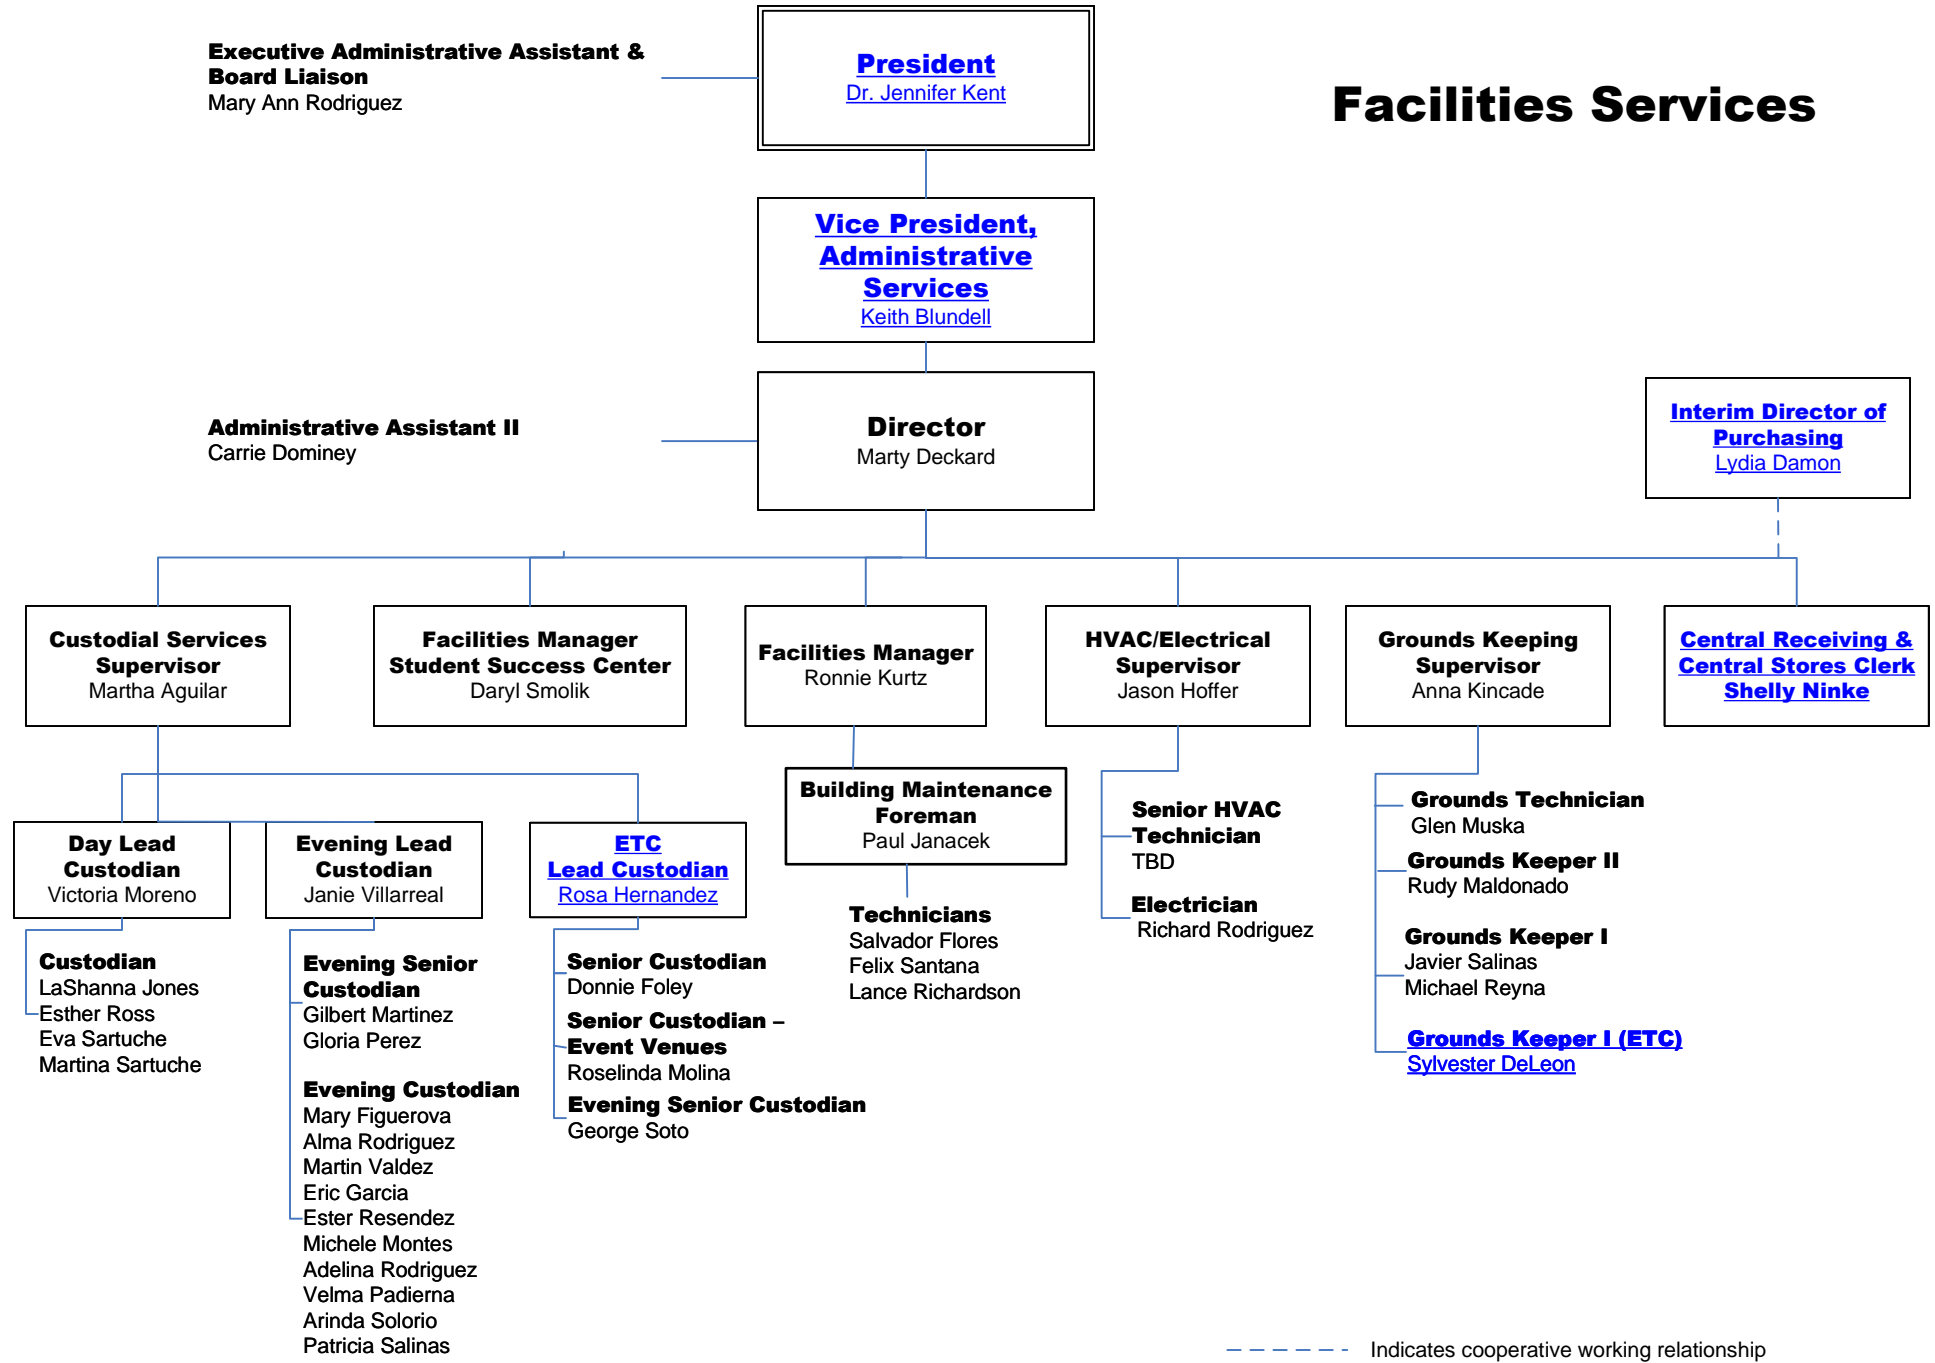 Executive Administrative Assistant &
Board Liaison
Mary Ann Rodriguez
President
Dr. Jennifer Kent
Facilities Services
Vice President,
Administrative
Services
Keith Blundell
Administrative Assistant II
Carrie Dominey
Director
Marty Deckard
Interim Director of
Purchasing
Lydia Damon
Custodial Services
Supervisor
Martha Aguilar
Facilities Manager
Student Success Center
Daryl Smolik
Facilities Manager
Ronnie Kurtz
HVAC/Electrical
Supervisor
Jason Hoffer
Grounds Keeping
Supervisor
Anna Kincade
Central Receiving &
Central Stores Clerk
Shelly Ninke
Day Lead
Custodian
Victoria Moreno
Evening Lead
Custodian
Janie Villarreal
ETC
Lead Custodian
Rosa Hernandez
Building Maintenance
Foreman
Paul Janacek
Senior HVAC
Technician
TBD
Electrician
Richard Rodriguez
Grounds Technician
Glen Muska
Grounds Keeper II
Rudy Maldonado
Grounds Keeper I
Javier Salinas
Michael Reyna
Grounds Keeper I (ETC)
Sylvester DeLeon
Custodian
LaShanna Jones
Esther Ross
Eva Sartuche
Martina Sartuche
Evening Senior
Custodian
Gilbert Martinez
Gloria Perez
Evening Custodian
Mary Figuerova
Alma Rodriguez
Martin Valdez
Eric Garcia
Ester Resendez
Michele Montes
Adelina Rodriguez
Velma Padierna
Arinda Solorio
Patricia Salinas
Senior Custodian
Donnie Foley
Senior Custodian –
Event Venues
Roselinda Molina
Evening Senior Custodian
George Soto
Technicians
Salvador Flores
Felix Santana
Lance Richardson
Indicates cooperative working relationship